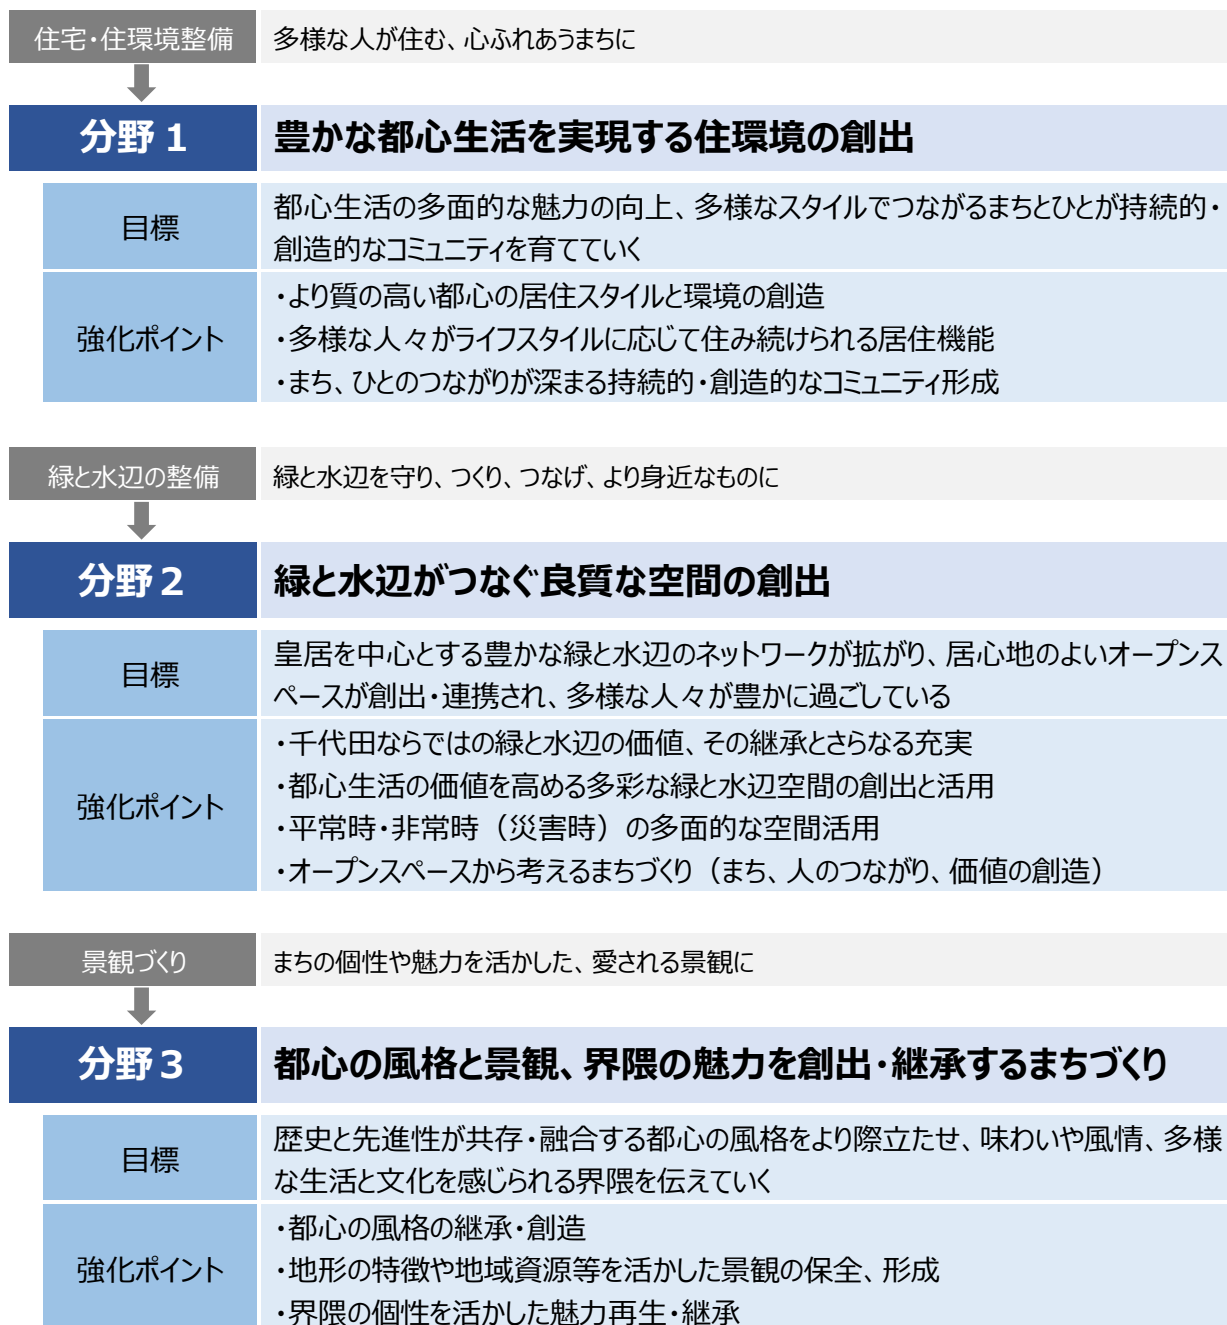 住宅・住環境整備
多様な人が住む、心ふれあうまちに
分野１
豊かな都心生活を実現する住環境の創出
目標
都心生活の多面的な魅力の向上、多様なスタイルでつながるまちとひとが持続的・
創造的なコミュニティを育てていく
強化ポイント
・より質の高い都心の居住スタイルと環境の創造
・多様な人々がライフスタイルに応じて住み続けられる居住機能
・まち、ひとのつながりが深まる持続的・創造的なコミュニティ形成
緑と水辺の整備
緑と水辺を守り、つくり、つなげ、より身近なものに
分野２
緑と水辺がつなぐ良質な空間の創出
目標
皇居を中心とする豊かな緑と水辺のネットワークが拡がり、居心地のよいオープンス
ペースが創出・連携され、多様な人々が豊かに過ごしている
強化ポイント
・千代田ならではの緑と水辺の価値、その継承とさらなる充実
・都心生活の価値を高める多彩な緑と水辺空間の創出と活用
・平常時・非常時（災害時）の多面的な空間活用
・オープンスペースから考えるまちづくり（まち、人のつながり、価値の創造）
景観づくり
まちの個性や魅力を活かした、愛される景観に
分野３
都心の風格と景観、界隈の魅力を創出・継承するまちづくり
目標
歴史と先進性が共存・融合する都心の風格をより際立たせ、味わいや風情、多様
な生活と文化を感じられる界隈を伝えていく
強化ポイント
・都心の風格の継承・創造
・地形の特徴や地域資源等を活かした景観の保全、形成
・界隈の個性を活かした魅力再生・継承